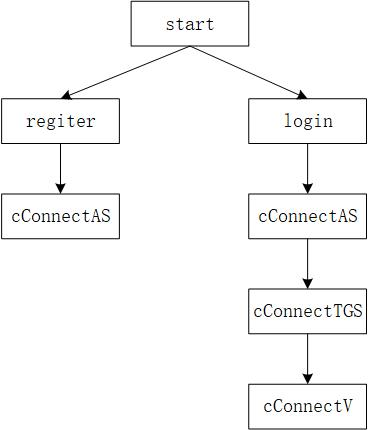 start
regiter
login
cConnectAS
cConnectAS
cConnectTGS
cConnectV